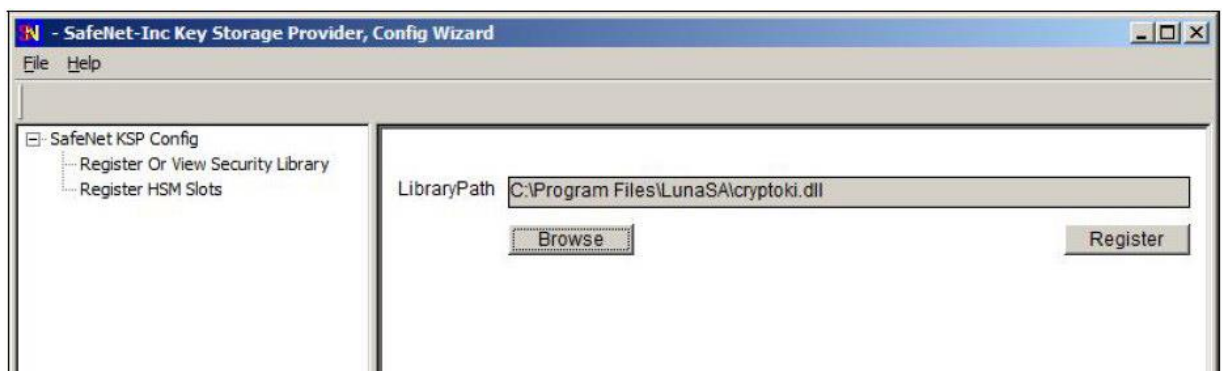 SN - SafeNet-Inc Key Storage Provider, Config Wizard
File Help
SafeNet KSP Config
Register Or View Security Library
Register HSM Slots
LibraryPath C:\Program Files\LunaSA\cryptoki.dll
Browse Register